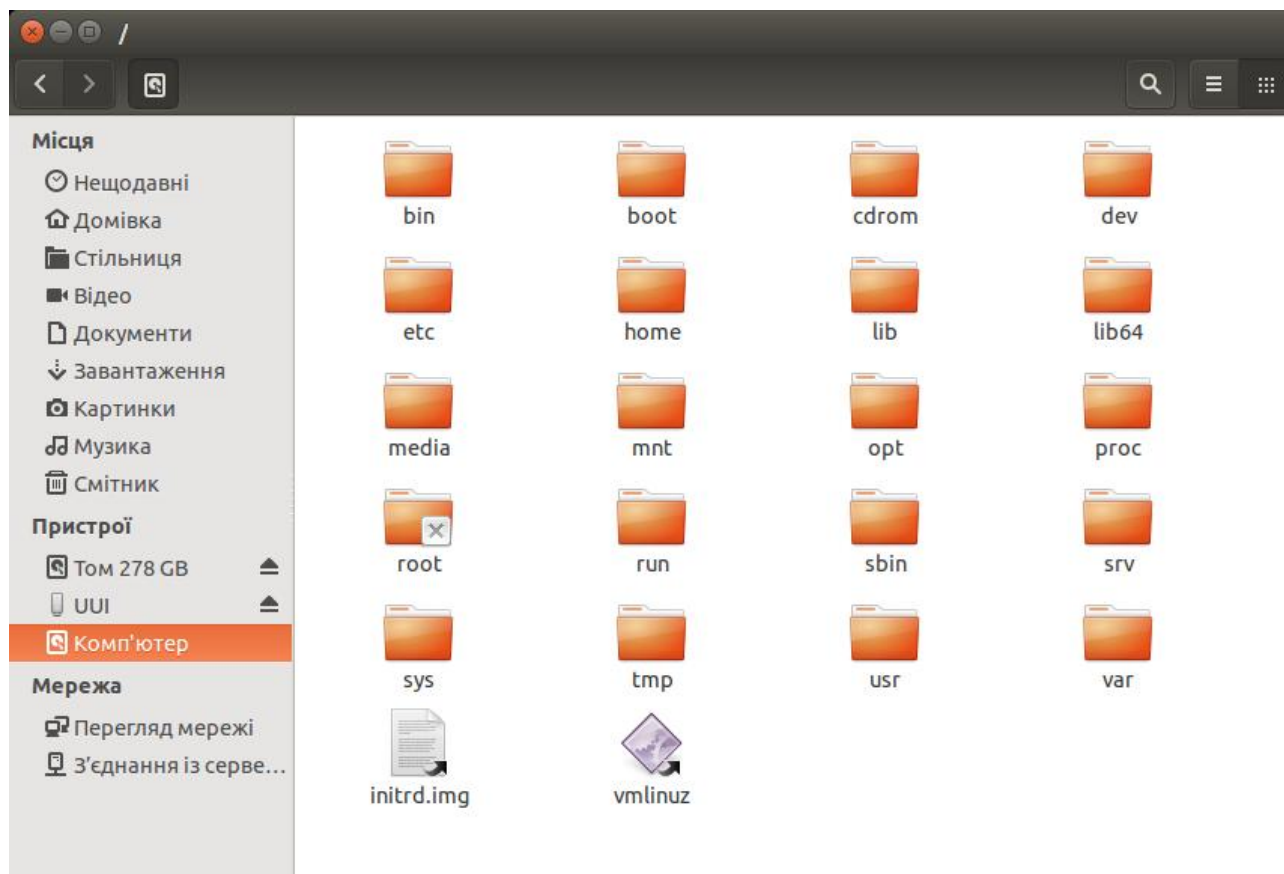 /
Місця
Нещодавні
Домівка
Стільниця
Відео
Документи
Завантаження
Картинки
Музика
Смітник
Пристрої
Том 278 GB
UUI
Комп'ютер
Мережа
Перегляд мережі
З’єднання із серве…
bin boot cdrom dev
etc home lib lib64
media mnt opt proc
root run sbin srv
sys tmp usr var
initrd.img vmlinuz